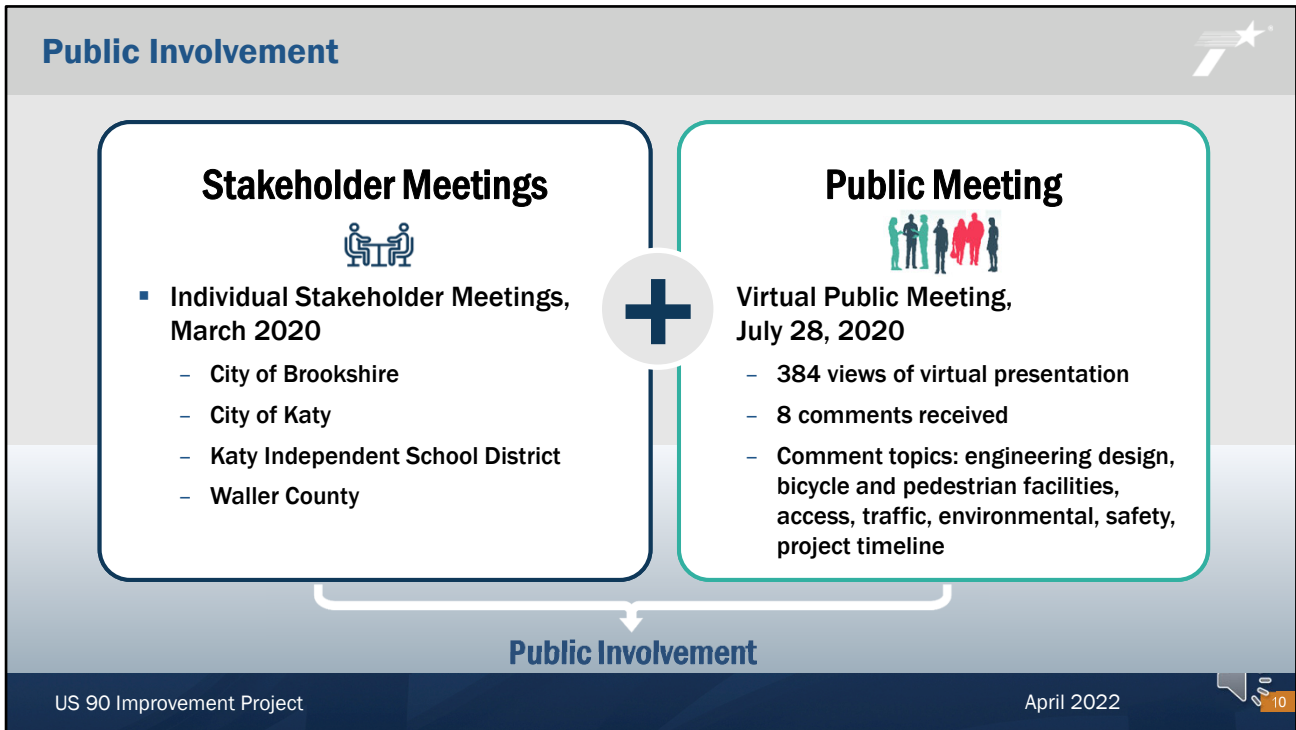 Public Involvement
Stakeholder Meetings
▪ Individual Stakeholder Meetings,
March 2020
– City of Brookshire
– City of Katy
– Katy Independent School District
– Waller County
Public Meeting
Virtual Public Meeting,
July 28, 2020
– 384 views of virtual presentation
– 8 comments received
– Comment topics: engineering design,
bicycle and pedestrian facilities,
access, traffic, environmental, safety,
project timeline
Public Involvement
US 90 Improvement Project
April 2022
10